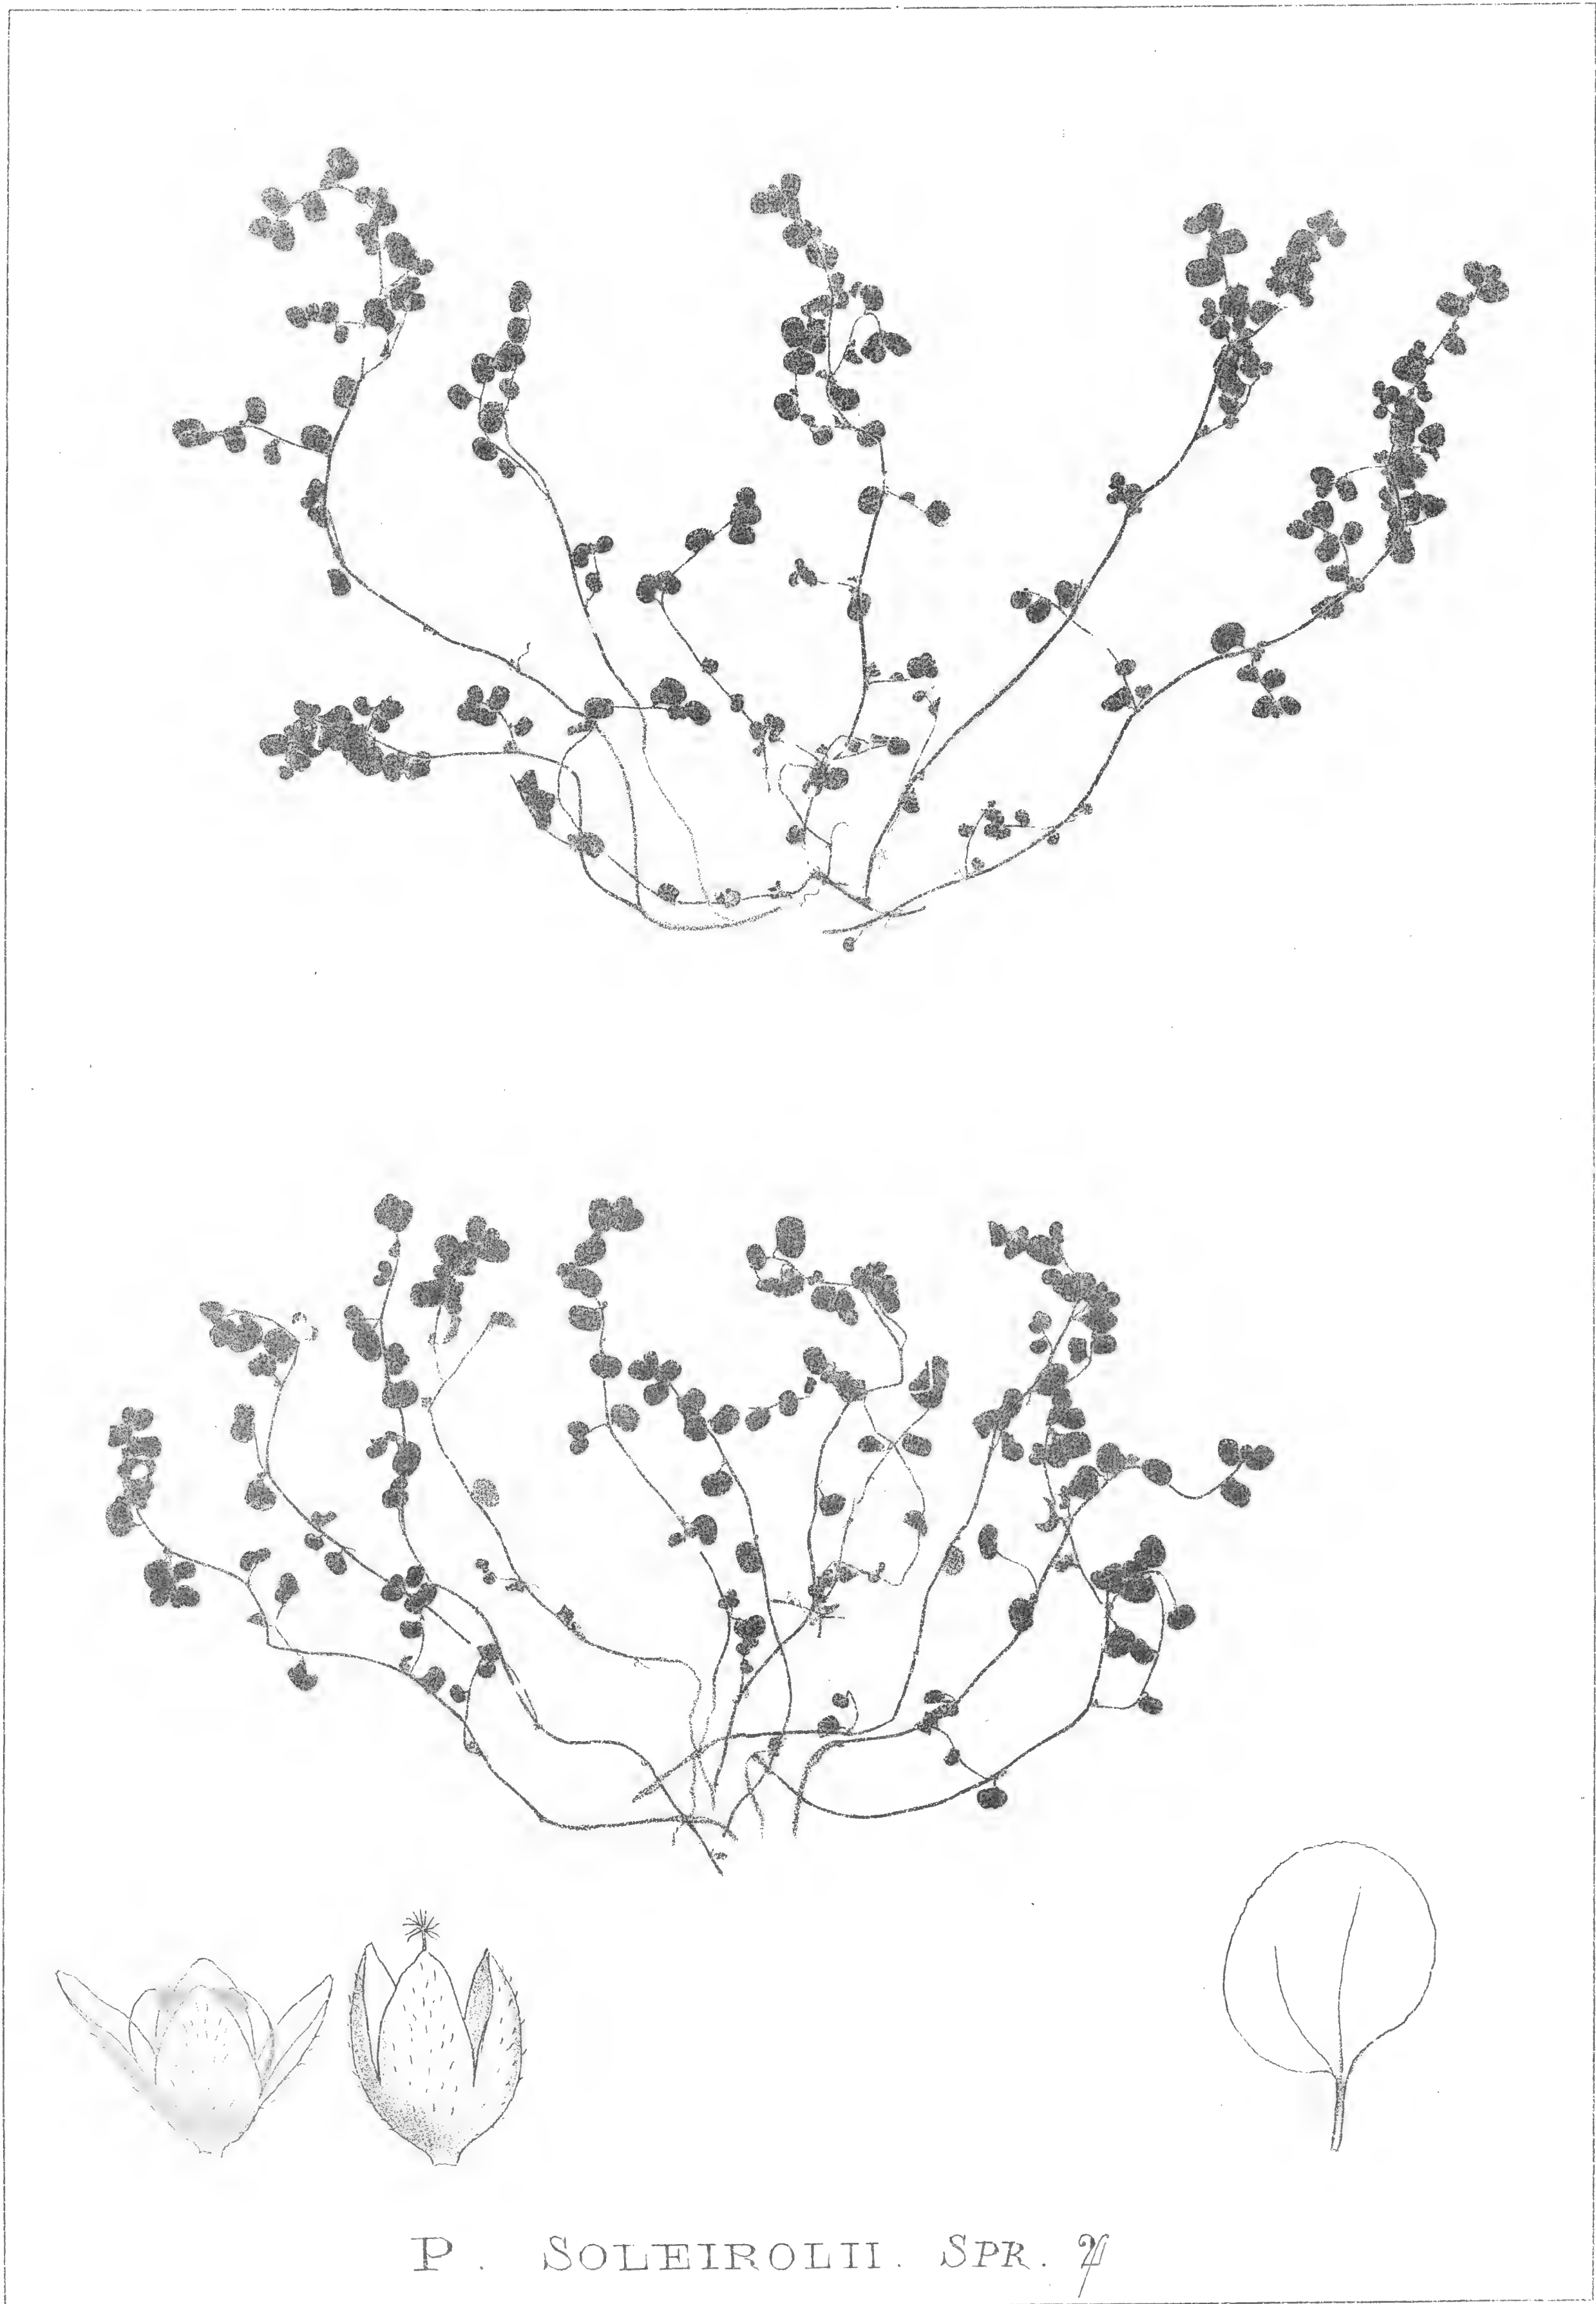 P. SOLEIROLII. SPR. ♃